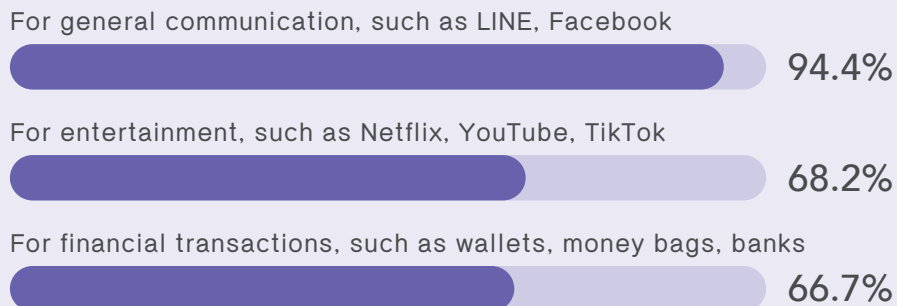 For general communication, such as LINE, Facebook
94.4%
For entertainment, such as Netflix, YouTube, TikTok
68.2%
For financial transactions, such as wallets, money bags, banks
66.7%